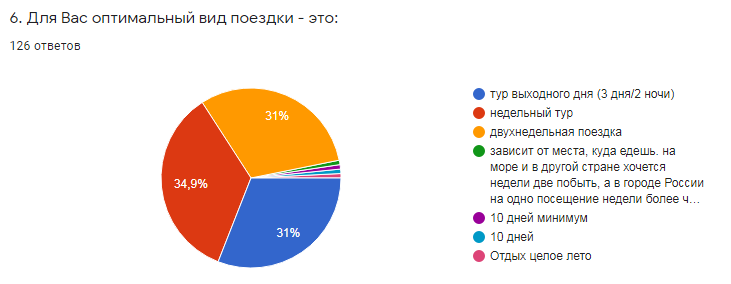 6. Для Вас оптимальный вид поездки - это:
126 ответов
31%
34,9%
31%
тур выходного дня (3 дня/2 ночи)
недельный тур
двухнедельная поездка
зависит от места, куда едешь. на
море и в другой стране хочется
недели две побыть, а в городе России
на одно посещение недели более ч…
10 дней минимум
10 дней
Отдых целое лето